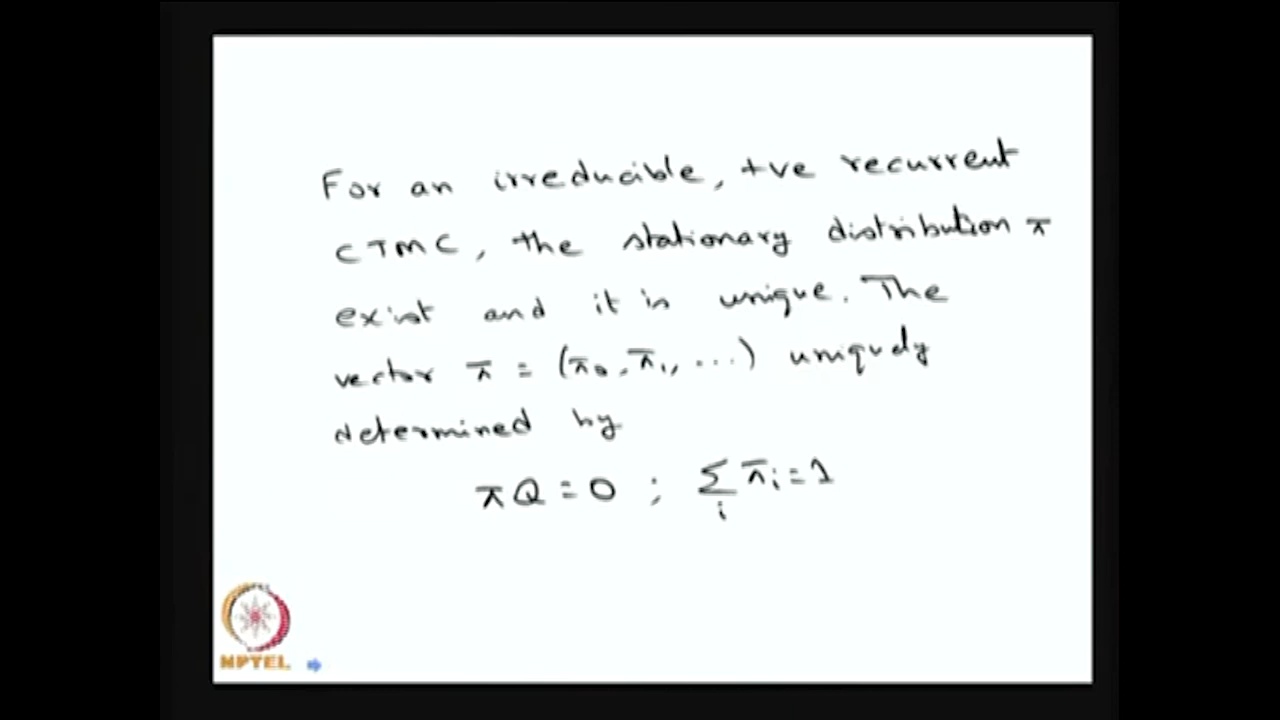 For an irreducible, +ve recurrent
CTMC, the stationary distribution π
exist and it is unique. The
vector π = (π₀, π₁, ...) uniquely
determined by
πQ = 0 ; ∑ᵢ πᵢ = 1
NPTEL